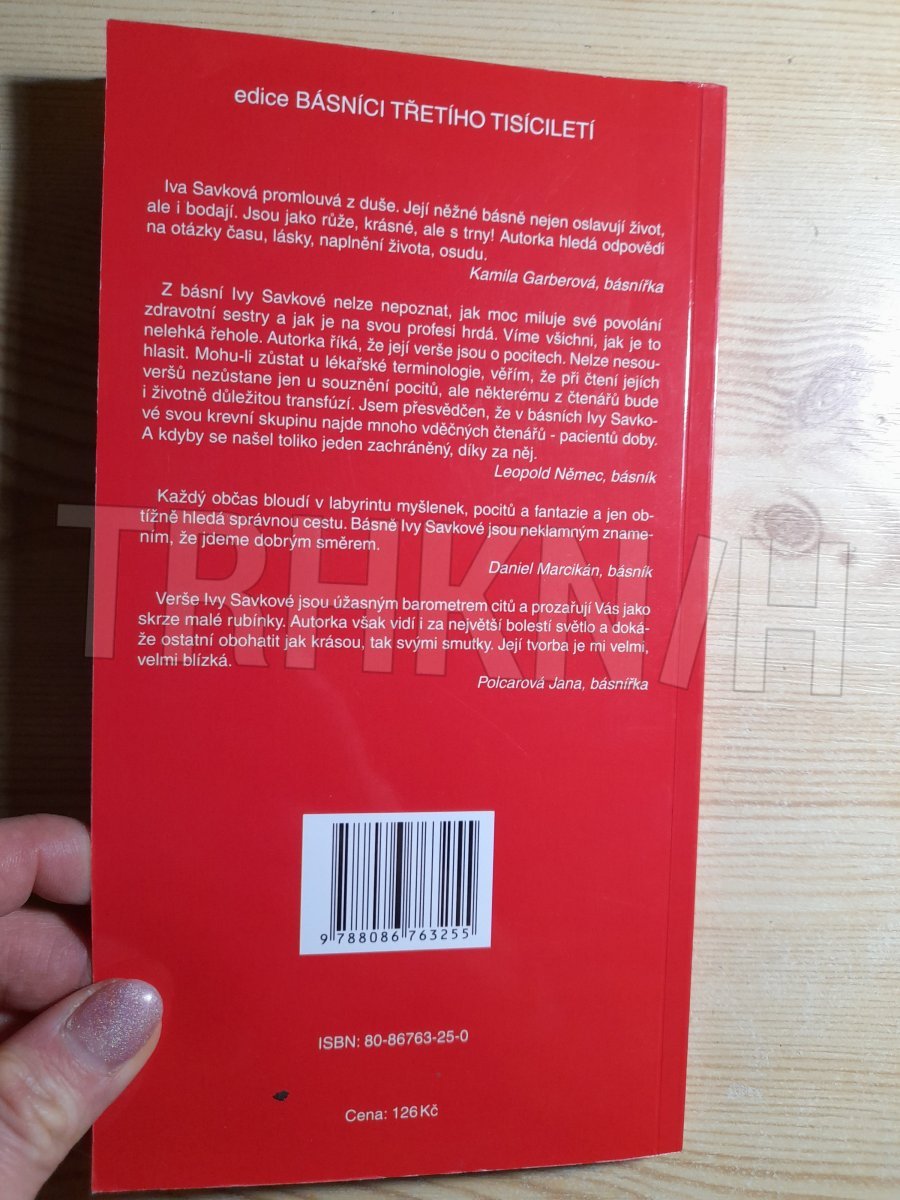 edice BÁSNÍCI TŘETÍHO TISÍCILETÍ
Iva Savková promlouvá z duše. Její něžné básně nejen oslavují život,
ale i bodají. Jsou jako růže, krásné, ale s trny! Autorka hledá odpovědi
na otázky času, lásky, naplnění života, osudu.
Kamila Garberová, básnířka
Z básní Ivy Savkové nelze nepoznat, jak moc miluje své povolání
zdravotní sestry a jak je na svou profesi hrdá. Víme všichni, jak je to
nelehká řehole. Autorka říká, že její verše jsou o pocitech. Nelze nesou-
hlasit. Mohu-li zůstat u lékařské terminologie, věřím, že při čtení jejích
veršů nezůstane jen u souznění pocitů, ale některému z čtenářů bude
i životně důležitou transfúzí. Jsem přesvědčen, že v básních Ivy Savko-
vé svou krevní skupinu najde mnoho vděčných čtenářů - pacientů doby.
A kdyby se našel toliko jeden zachráněný, díky za něj.
Leopold Němec, básník
Každý občas bloudí v labyrintu myšlenek, pocitů a fantazie a jen ob-
tížně hledá správnou cestu. Básně Ivy Savkové jsou neklamným zname-
ním, že jdeme dobrým směrem.
Daniel Marcikán, básník
Verše Ivy Savkové jsou úžasným barometrem citů a prozařují Vás jako
skrze malé rubínky. Autorka však vidí i za největší bolestí světlo a doká-
že ostatní obohatit jak krásou, tak svými smutky. Její tvorba je mi velmi,
velmi blízká.
Polcarová Jana, básnířka
TRHKNIH
9 788086 763255
ISBN: 80-86763-25-0
Cena: 126 Kč